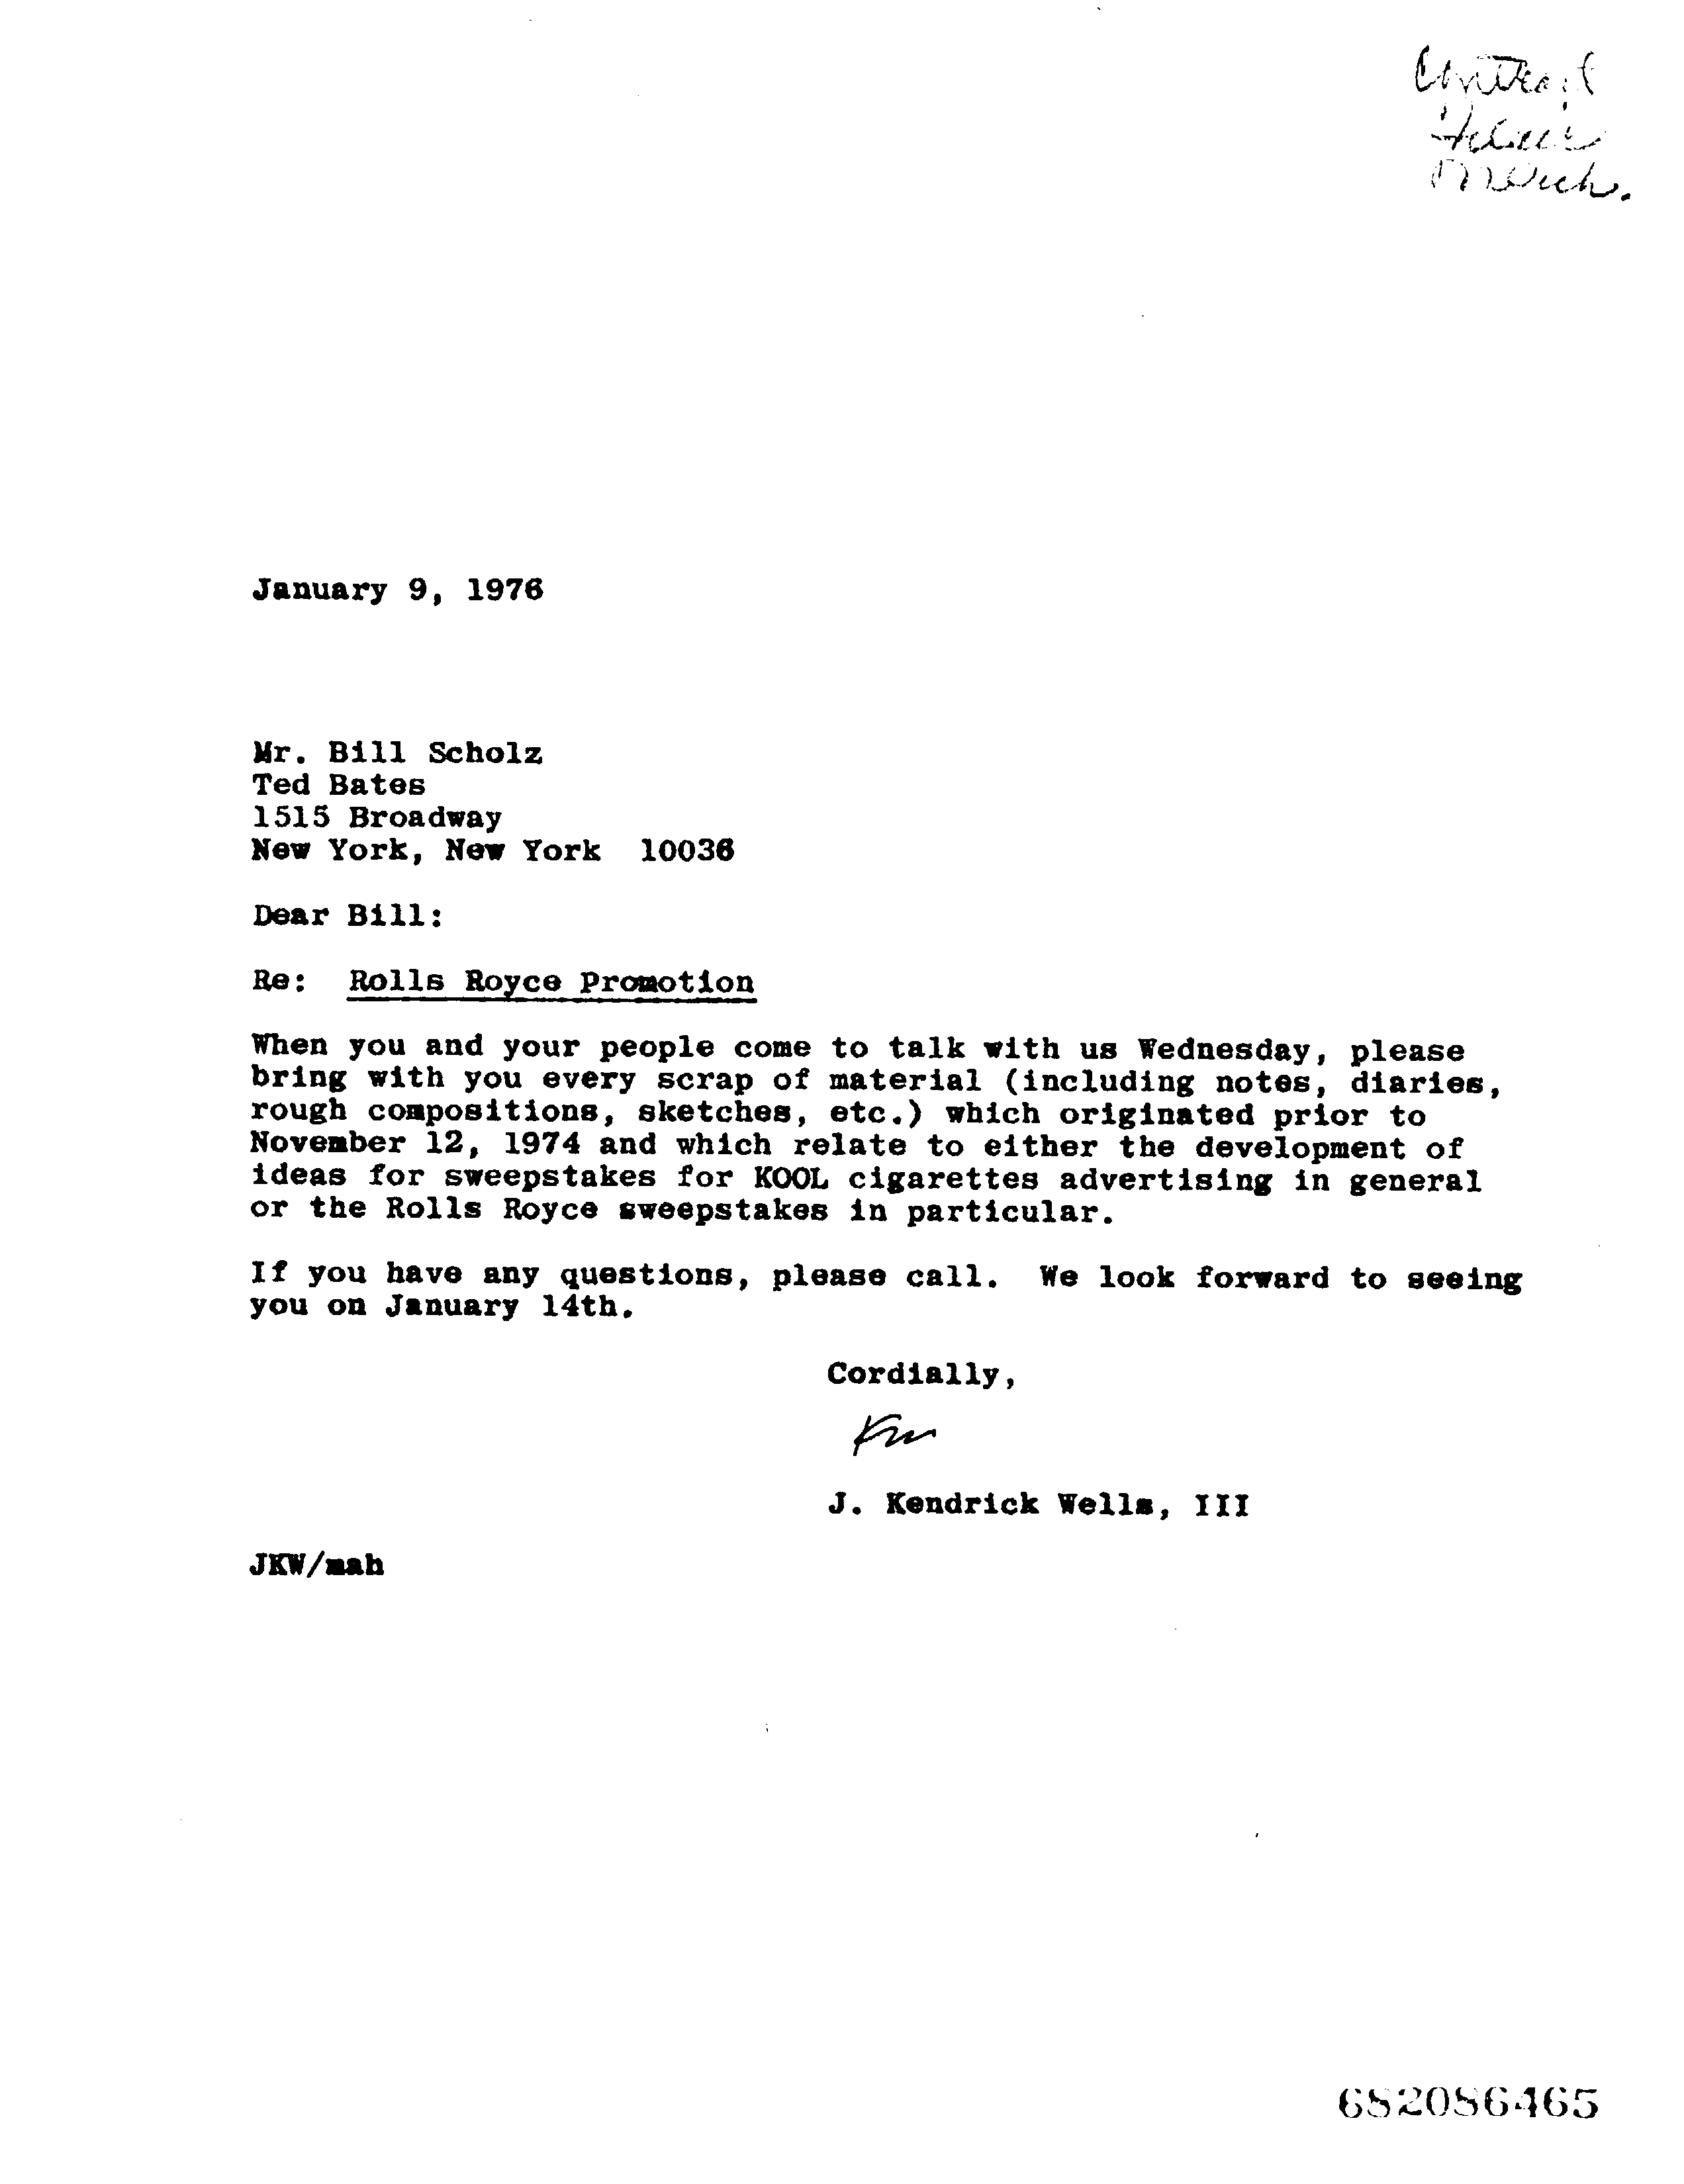 January 9, 1976
Mr. Bill Scholz
Ted Bates
1515 Broadway
New York, New York 10036
Dear Bill:
Re: Rolls Royce Promotion
When you and your people come to talk with us Wednesday, please
bring with you every scrap of material (including notes, diaries,
rough compositions, sketches, etc.) which originated prior to
November 12, 1974 and which relate to either the development of
ideas for sweepstakes for KOOL cigarettes advertising in general
or the Rolls Royce sweepstakes in particular.
If you have any questions, please call. We look forward to seeing
you on January 14th.
Cordially,
J. Kendrick Wells, III
JKW/mah
682086465